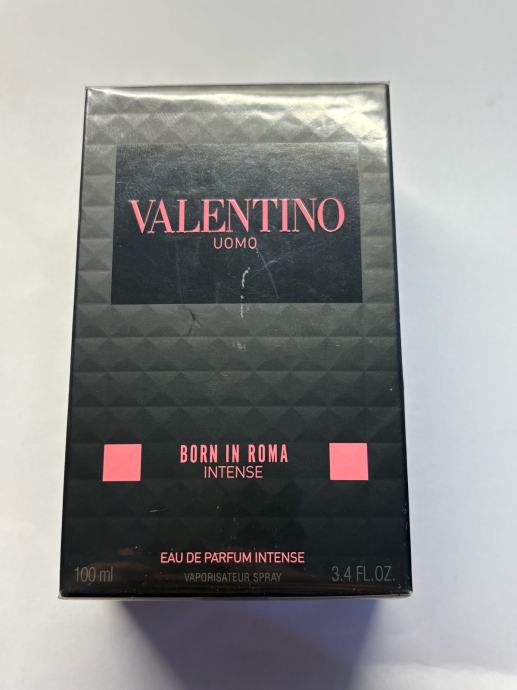 VALENTINO
UOMO
BORN IN ROMA
INTENSE
EAU DE PARFUM INTENSE
100 ml VAPORISATEUR SPRAY 3.4 FL.OZ.